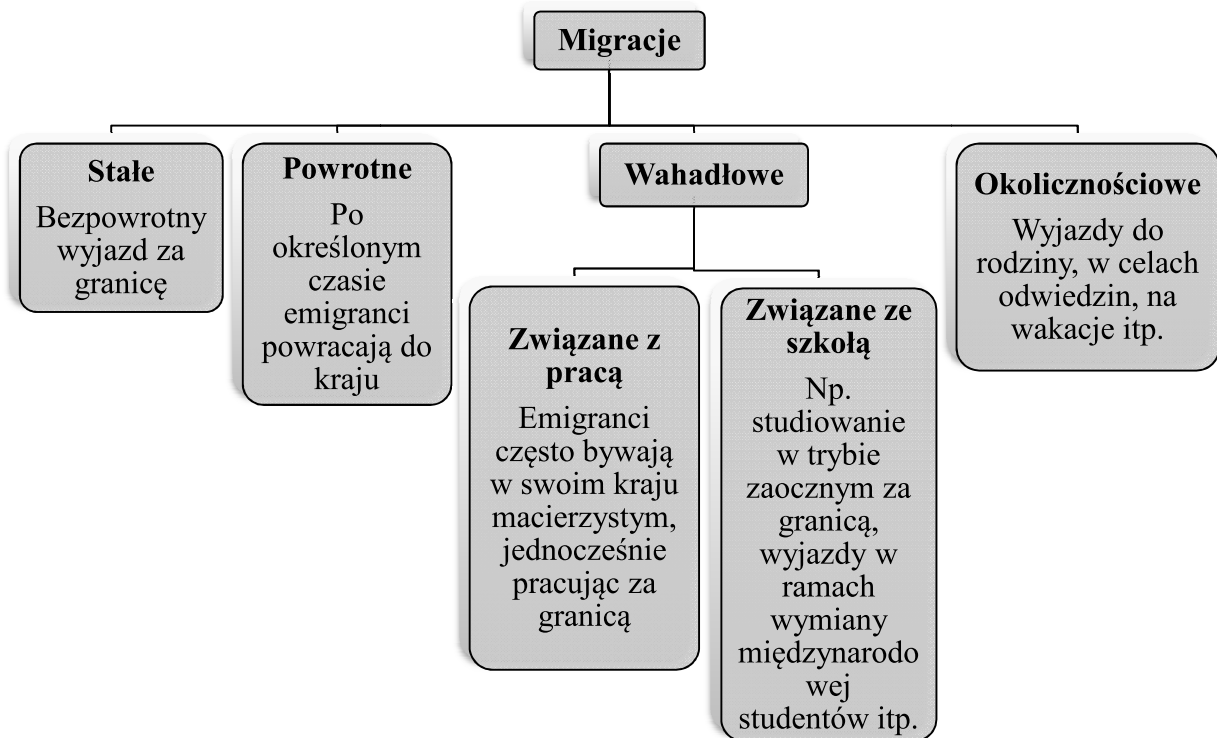 Migracje
Stałe
Bezpowrotny
wyjazd za
granicę
Powrotne
Po
określonym
czasie
emigranci
powracają do
kraju
Wahadłowe
Związane z
pracą
Emigranci
często bywają
w swoim kraju
macierzystym,
jednocześnie
pracując za
granicą
Związane ze
szkołą
Np.
studiowanie
w trybie
zaocznym za
granicą,
wyjazdy w
ramach
wymiany
międzynarodo
wej
studentów itp.
Okolicznościowe
Wyjazdy do
rodziny, w celach
odwiedzin, na
wakacje itp.